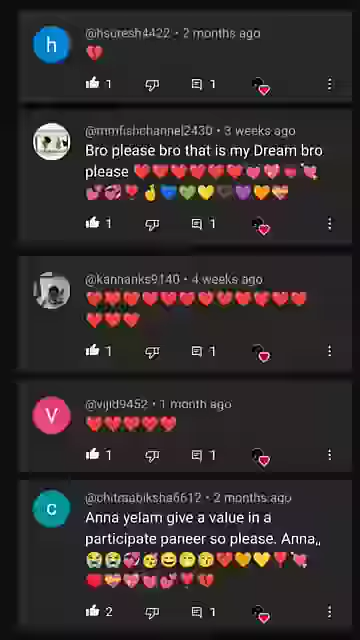 h
@hsuresh4422 • 2 months ago
💔
1 1
@mmfishchannel2430 • 3 weeks ago
Bro please bro that is my Dream bro
please ❤️❤️❤️❤️❤️❤️
1 1
@kannanks9140 • 4 weeks ago
❤️❤️❤️❤️❤️❤️❤️❤️❤️❤️❤️❤️
❤️❤️❤️
1 1
V
@vijid9452 • 1 month ago
❤️❤️❤️❤️❤️
1 1
c
@chitraabiksha6612 • 2 months ago
Anna yelam give a value in a
participate paneer so please. Anna,,
2 1